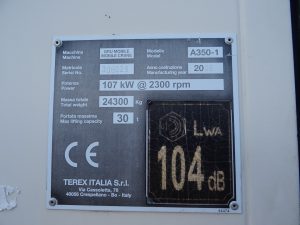 Macchina GRU-MOBILE Modello A350-1
Machine MOBILE CRANE Model
Matricola Anno costruzione 20
Serial No. Manufacturing year
Potenza 107 kW @ 2300 rpm
Power
Massa totale 24300 Kg
Total weight
Portata massima 30 t
Max lifting capacity
CE
LWA
104 dB
TEREX ITALIA S.r.l.
Via Cassoletta, 76
40056 Crespellano - Bo - Italy